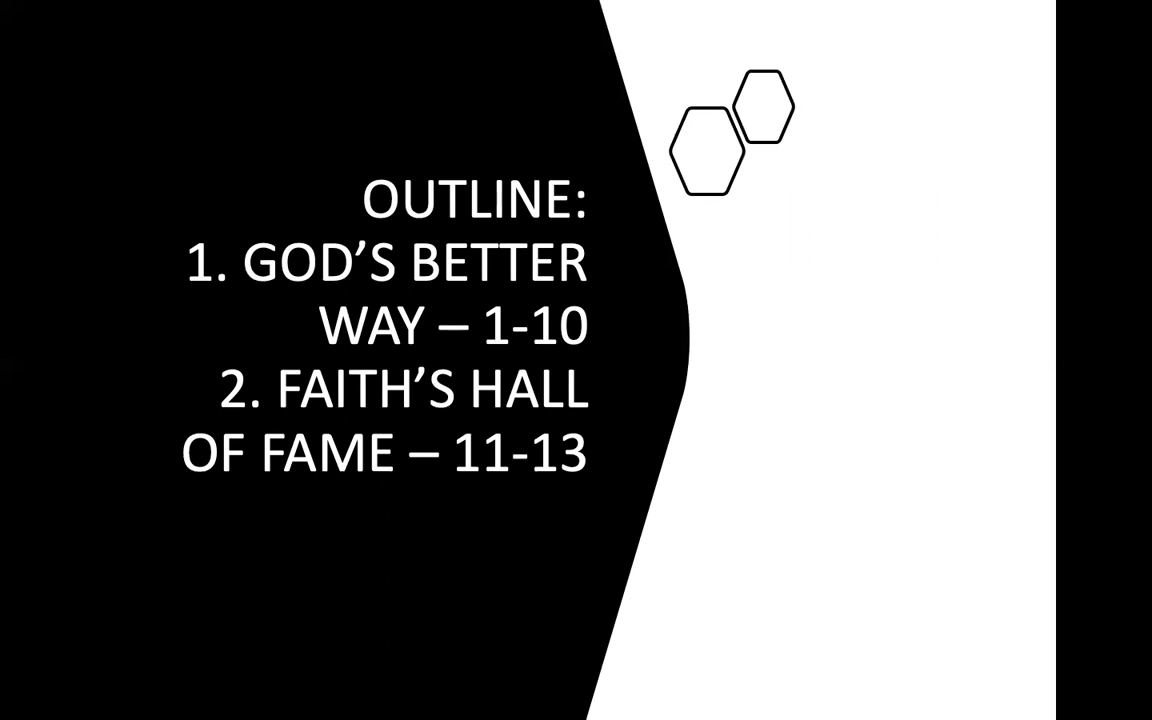 OUTLINE:
1. GOD’S BETTER
WAY – 1-10
2. FAITH’S HALL
OF FAME – 11-13